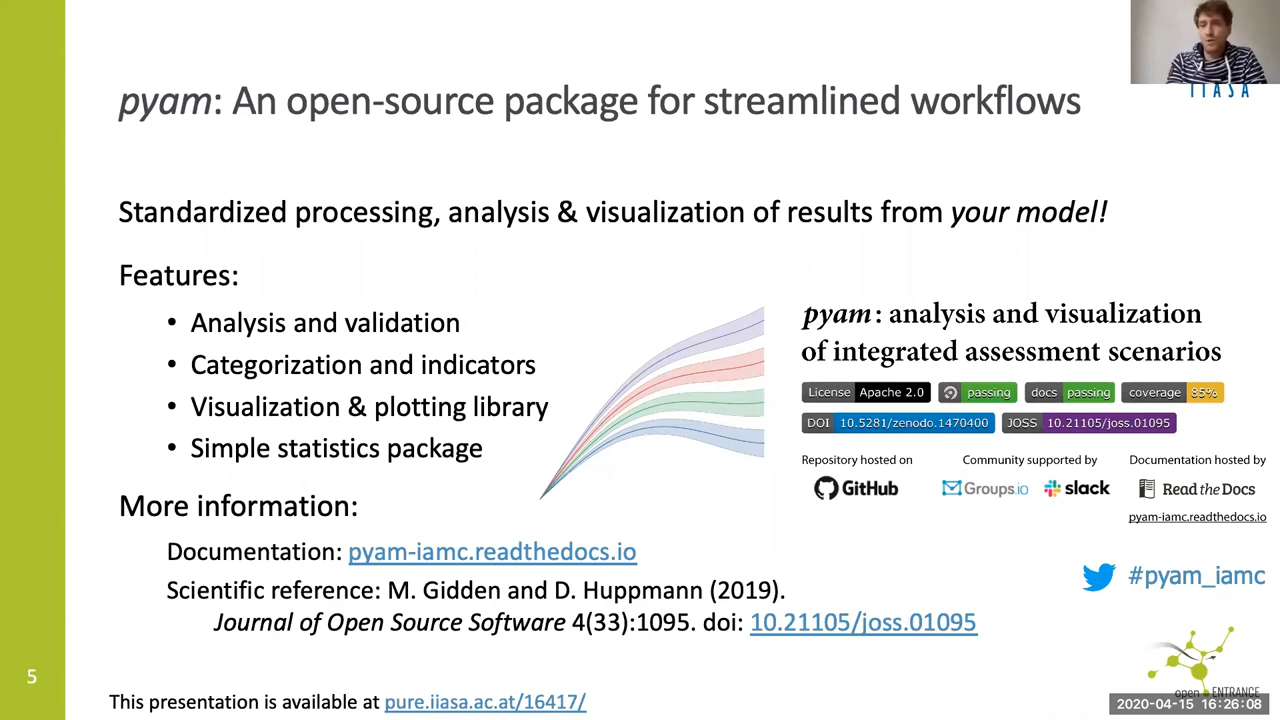 pyam: An open-source package for streamlined workflows
IIASA
Standardized processing, analysis & visualization of results from your model!
Features:
• Analysis and validation
• Categorization and indicators
• Visualization & plotting library
• Simple statistics package
pyam: analysis and visualization
of integrated assessment scenarios
License Apache 2.0 passing docs passing coverage 85%
DOI 10.5281/zenodo.1470400 JOSS 10.21105/joss.01095
Repository hosted on Community supported by Documentation hosted by
GitHub Groups.io slack Read the Docs
pyam-iamc.readthedocs.io
More information:
Documentation: pyam-iamc.readthedocs.io
Scientific reference: M. Gidden and D. Huppmann (2019).
Journal of Open Source Software 4(33):1095. doi: 10.21105/joss.01095
#pyam_iamc
5
This presentation is available at pure.iiasa.ac.at/16417/
open ENTRANCE
2020-04-15 16:26:08